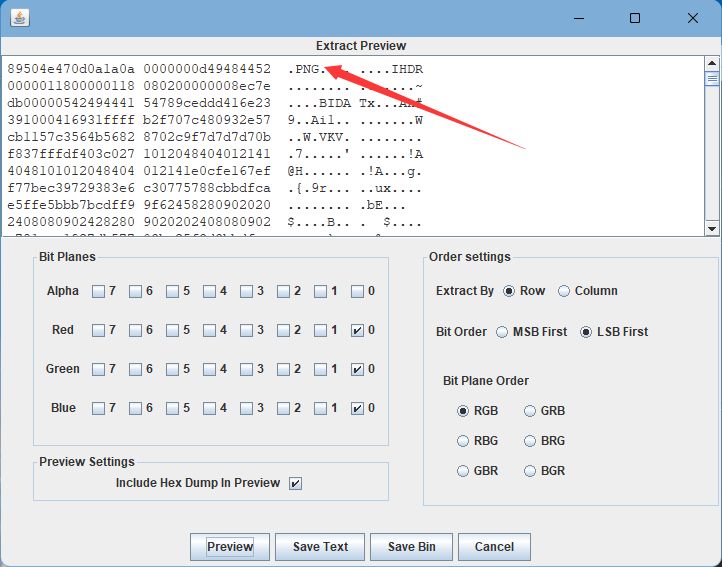 Extract Preview
89504e470d0a1a0a 0000000d49484452 .PNG.... ....IHDR
0000011800000118 080200000008ec7e ........ .......~
db00000542494441 54789ceddd416e23 ....BIDA Tx...An#
391000416931ffff b2f707c480932e57 9..Ai1.. .......W
cb1157c3564b5682 8702c9f7d7d7d70b ..W.VKV. ........
f837fffdf403c027 1012048404012141 .7.....' ......!A
4048101012048404 012141e0cfe167ef @H...... .!A...g.
f77bec39729383e6 c30775788cbbdfca .{.9r... ..ux....
e5ffe5bbb7bcdff9 9f62458280902020 ........ .bE...
2408080902428280 9020202408080902 $....B.. . $....
Bit Planes
Alpha 7 6 5 4 3 2 1 0
Red 7 6 5 4 3 2 1 0
Green 7 6 5 4 3 2 1 0
Blue 7 6 5 4 3 2 1 0
Preview Settings
Include Hex Dump In Preview
Order settings
Extract By Row Column
Bit Order MSB First LSB First
Bit Plane Order
RGB GRB
RBG BRG
GBR BGR
Preview Save Text Save Bin Cancel